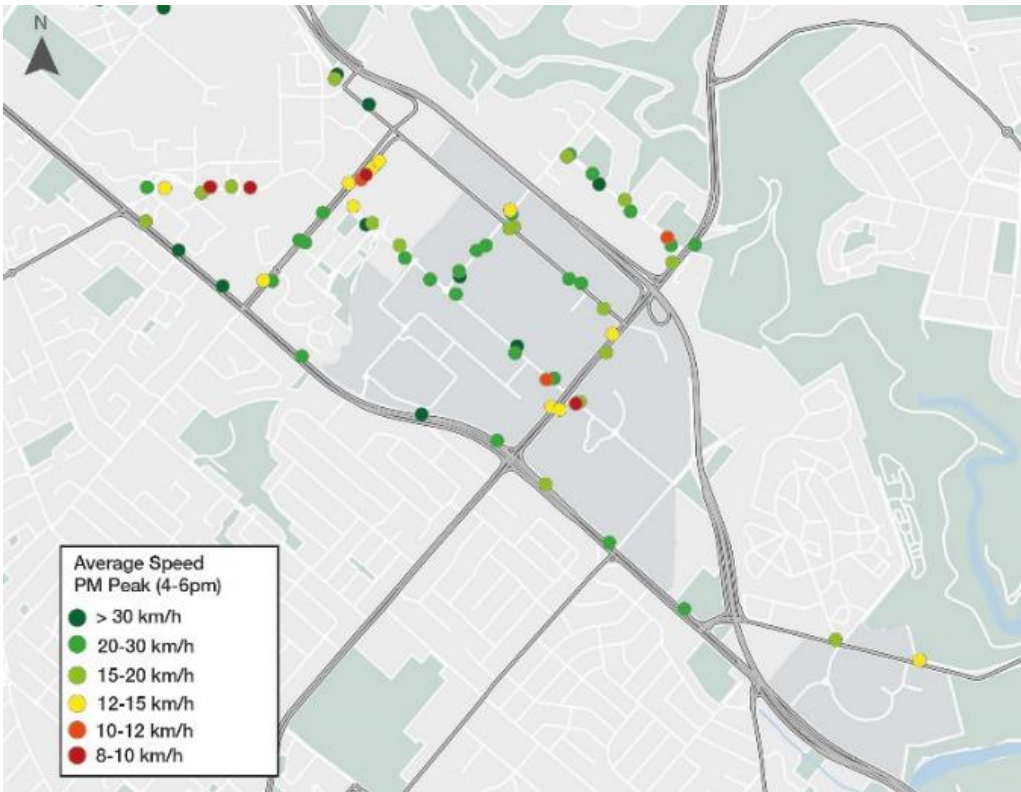 N
Average Speed
PM Peak (4-6pm)
> 30 km/h
20-30 km/h
15-20 km/h
12-15 km/h
10-12 km/h
8-10 km/h